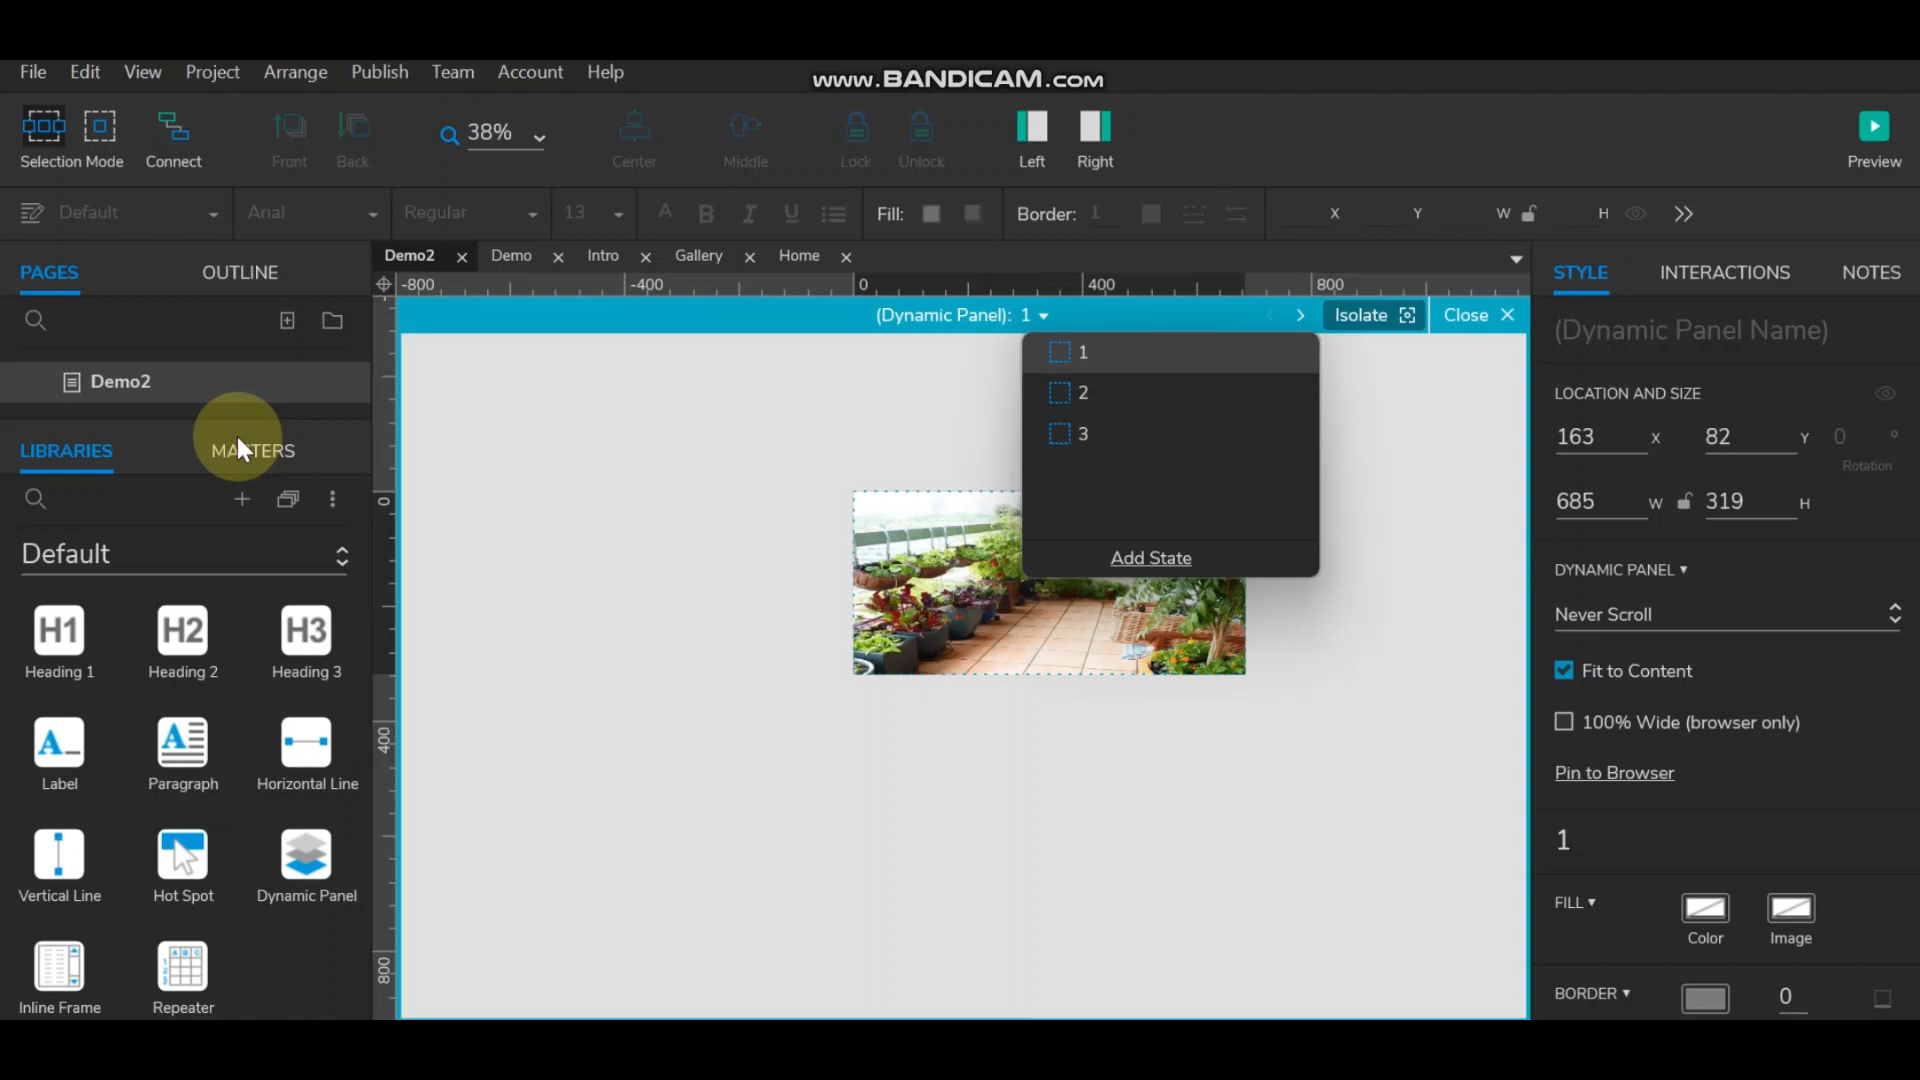 www.BANDICAM.com
File Edit View Project Arrange Publish Team Account Help
38%
Selection Mode Connect Front Back Center Middle Lock Unlock Left Right Preview
Default Arial Regular 13 A B I U Fill: Border: 1 X Y W H
PAGES OUTLINE
Demo2 Demo Intro Gallery Home
STYLE INTERACTIONS NOTES
-800 -400 0 400 800
(Dynamic Panel): 1 Isolate Close
1
2
3
Add State
0
400
800
Demo2
LIBRARIES MASTERS
Default
H1 H2 H3
Heading 1 Heading 2 Heading 3
A A
Label Paragraph Horizontal Line
Vertical Line Hot Spot Dynamic Panel
A B C
1
2
3
Inline Frame Repeater
(Dynamic Panel Name)
LOCATION AND SIZE
163 X 82 Y 0 °
Rotation
685 W 319 H
DYNAMIC PANEL
Never Scroll
Fit to Content
100% Wide (browser only)
Pin to Browser
1
FILL
Color Image
BORDER 0